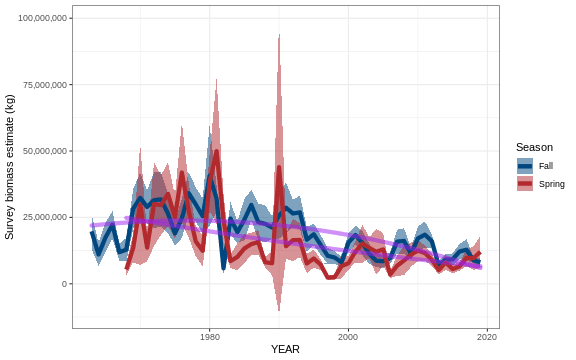 Survey biomass estimate (kg)
100,000,000
75,000,000
50,000,000
25,000,000
0
1980
2000
2020
YEAR
Season
Fall
Spring